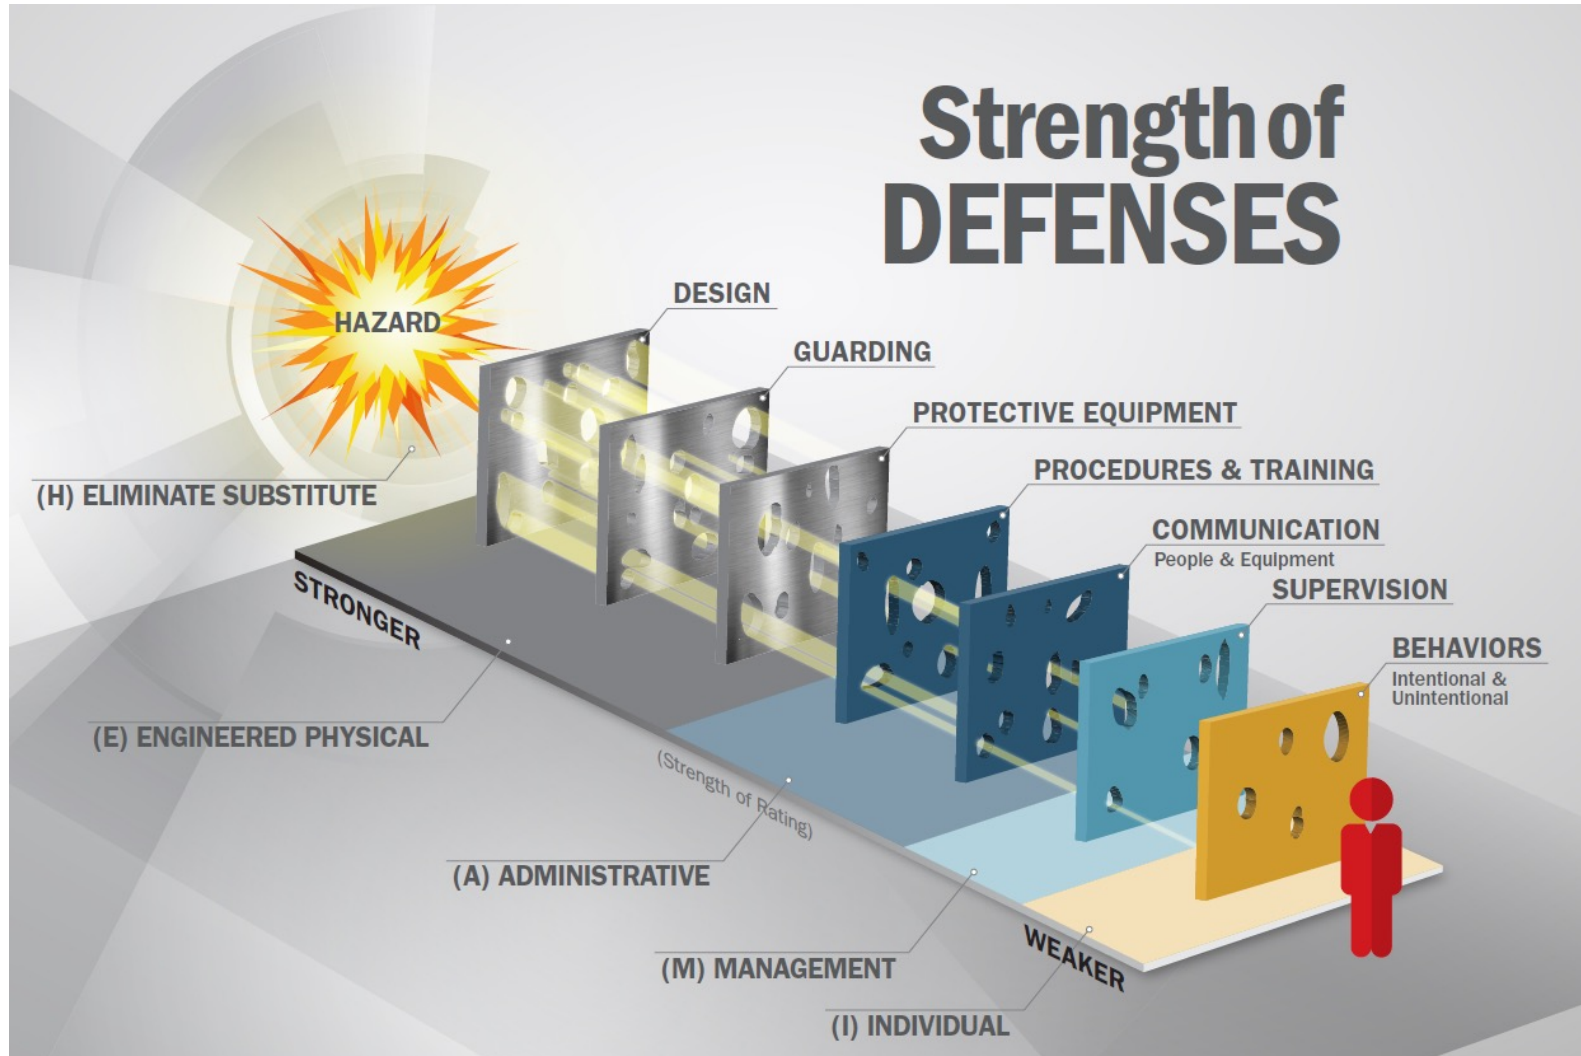 Strength of
DEFENSES
HAZARD
DESIGN
GUARDING
PROTECTIVE EQUIPMENT
PROCEDURES & TRAINING
COMMUNICATION
People & Equipment
SUPERVISION
BEHAVIORS
Intentional &
Unintentional
(H) ELIMINATE SUBSTITUTE
STRONGER
(E) ENGINEERED PHYSICAL
(Strength of Rating)
(A) ADMINISTRATIVE
(M) MANAGEMENT
WEAKER
(I) INDIVIDUAL